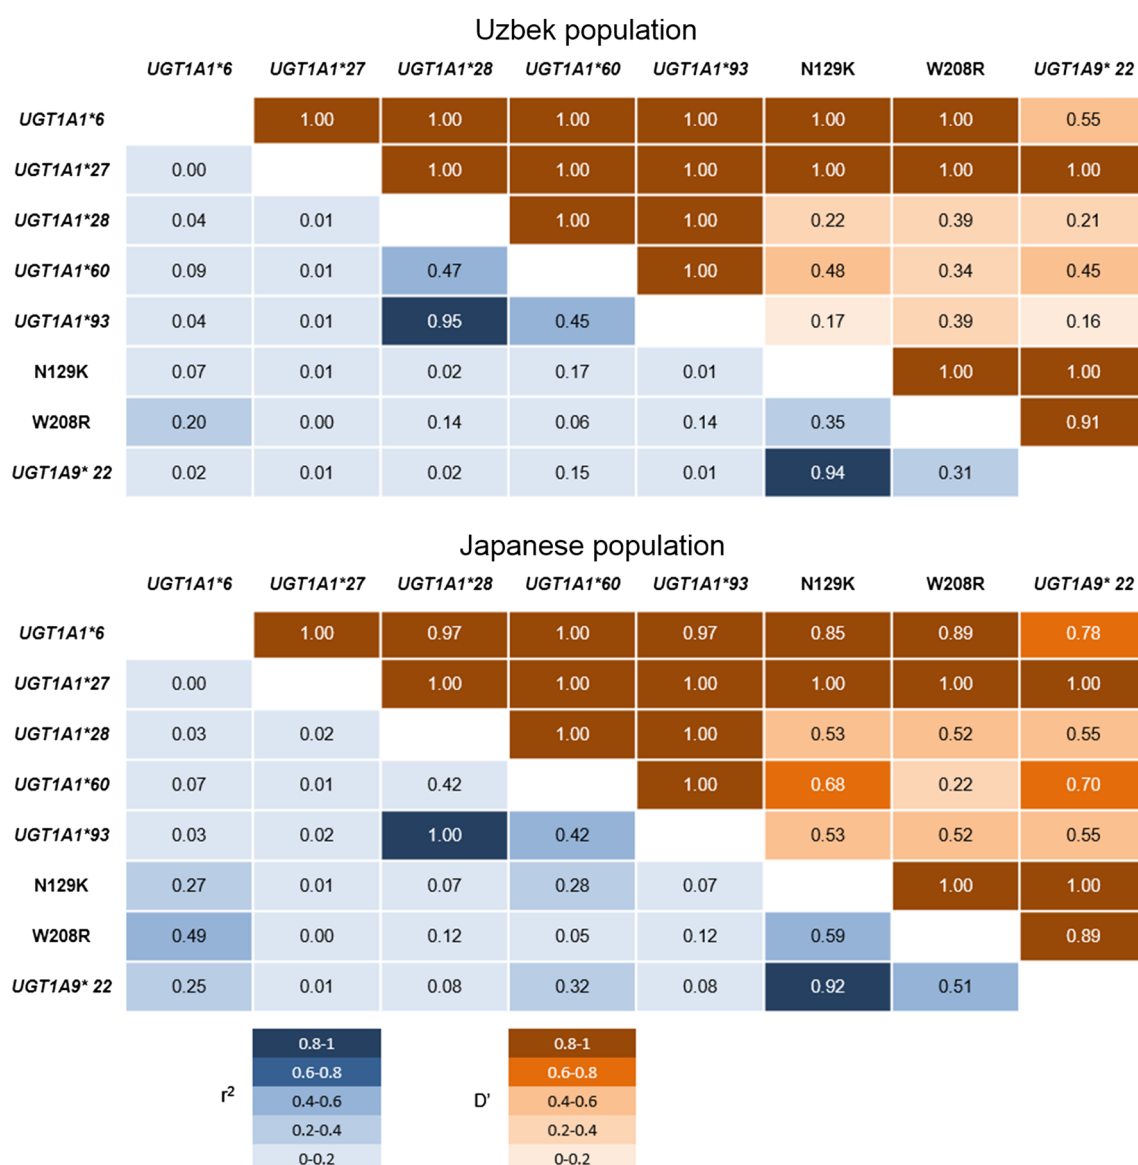 Uzbek population
UGT1A1*6 UGT1A1*27 UGT1A1*28 UGT1A1*60 UGT1A1*93 N129K W208R UGT1A9* 22
UGT1A1*6 1.00 1.00 1.00 1.00 1.00 1.00 0.55
UGT1A1*27 0.00 1.00 1.00 1.00 1.00 1.00 1.00
UGT1A1*28 0.04 0.01 1.00 1.00 0.22 0.39 0.21
UGT1A1*60 0.09 0.01 0.47 1.00 0.48 0.34 0.45
UGT1A1*93 0.04 0.01 0.95 0.45 0.17 0.39 0.16
N129K 0.07 0.01 0.02 0.17 0.01 1.00 1.00
W208R 0.20 0.00 0.14 0.06 0.14 0.35 0.91
UGT1A9* 22 0.02 0.01 0.02 0.15 0.01 0.94 0.31
Japanese population
UGT1A1*6 UGT1A1*27 UGT1A1*28 UGT1A1*60 UGT1A1*93 N129K W208R UGT1A9* 22
UGT1A1*6 1.00 0.97 1.00 0.97 0.85 0.89 0.78
UGT1A1*27 0.00 1.00 1.00 1.00 1.00 1.00 1.00
UGT1A1*28 0.03 0.02 1.00 1.00 0.53 0.52 0.55
UGT1A1*60 0.07 0.01 0.42 1.00 0.68 0.22 0.70
UGT1A1*93 0.03 0.02 1.00 0.42 0.53 0.52 0.55
N129K 0.27 0.01 0.07 0.28 0.07 1.00 1.00
W208R 0.49 0.00 0.12 0.05 0.12 0.59 0.89
UGT1A9* 22 0.25 0.01 0.08 0.32 0.08 0.92 0.51
0.8-1 0.8-1
0.6-0.8 0.6-0.8
r² 0.4-0.6 D' 0.4-0.6
0.2-0.4 0.2-0.4
0-0.2 0-0.2